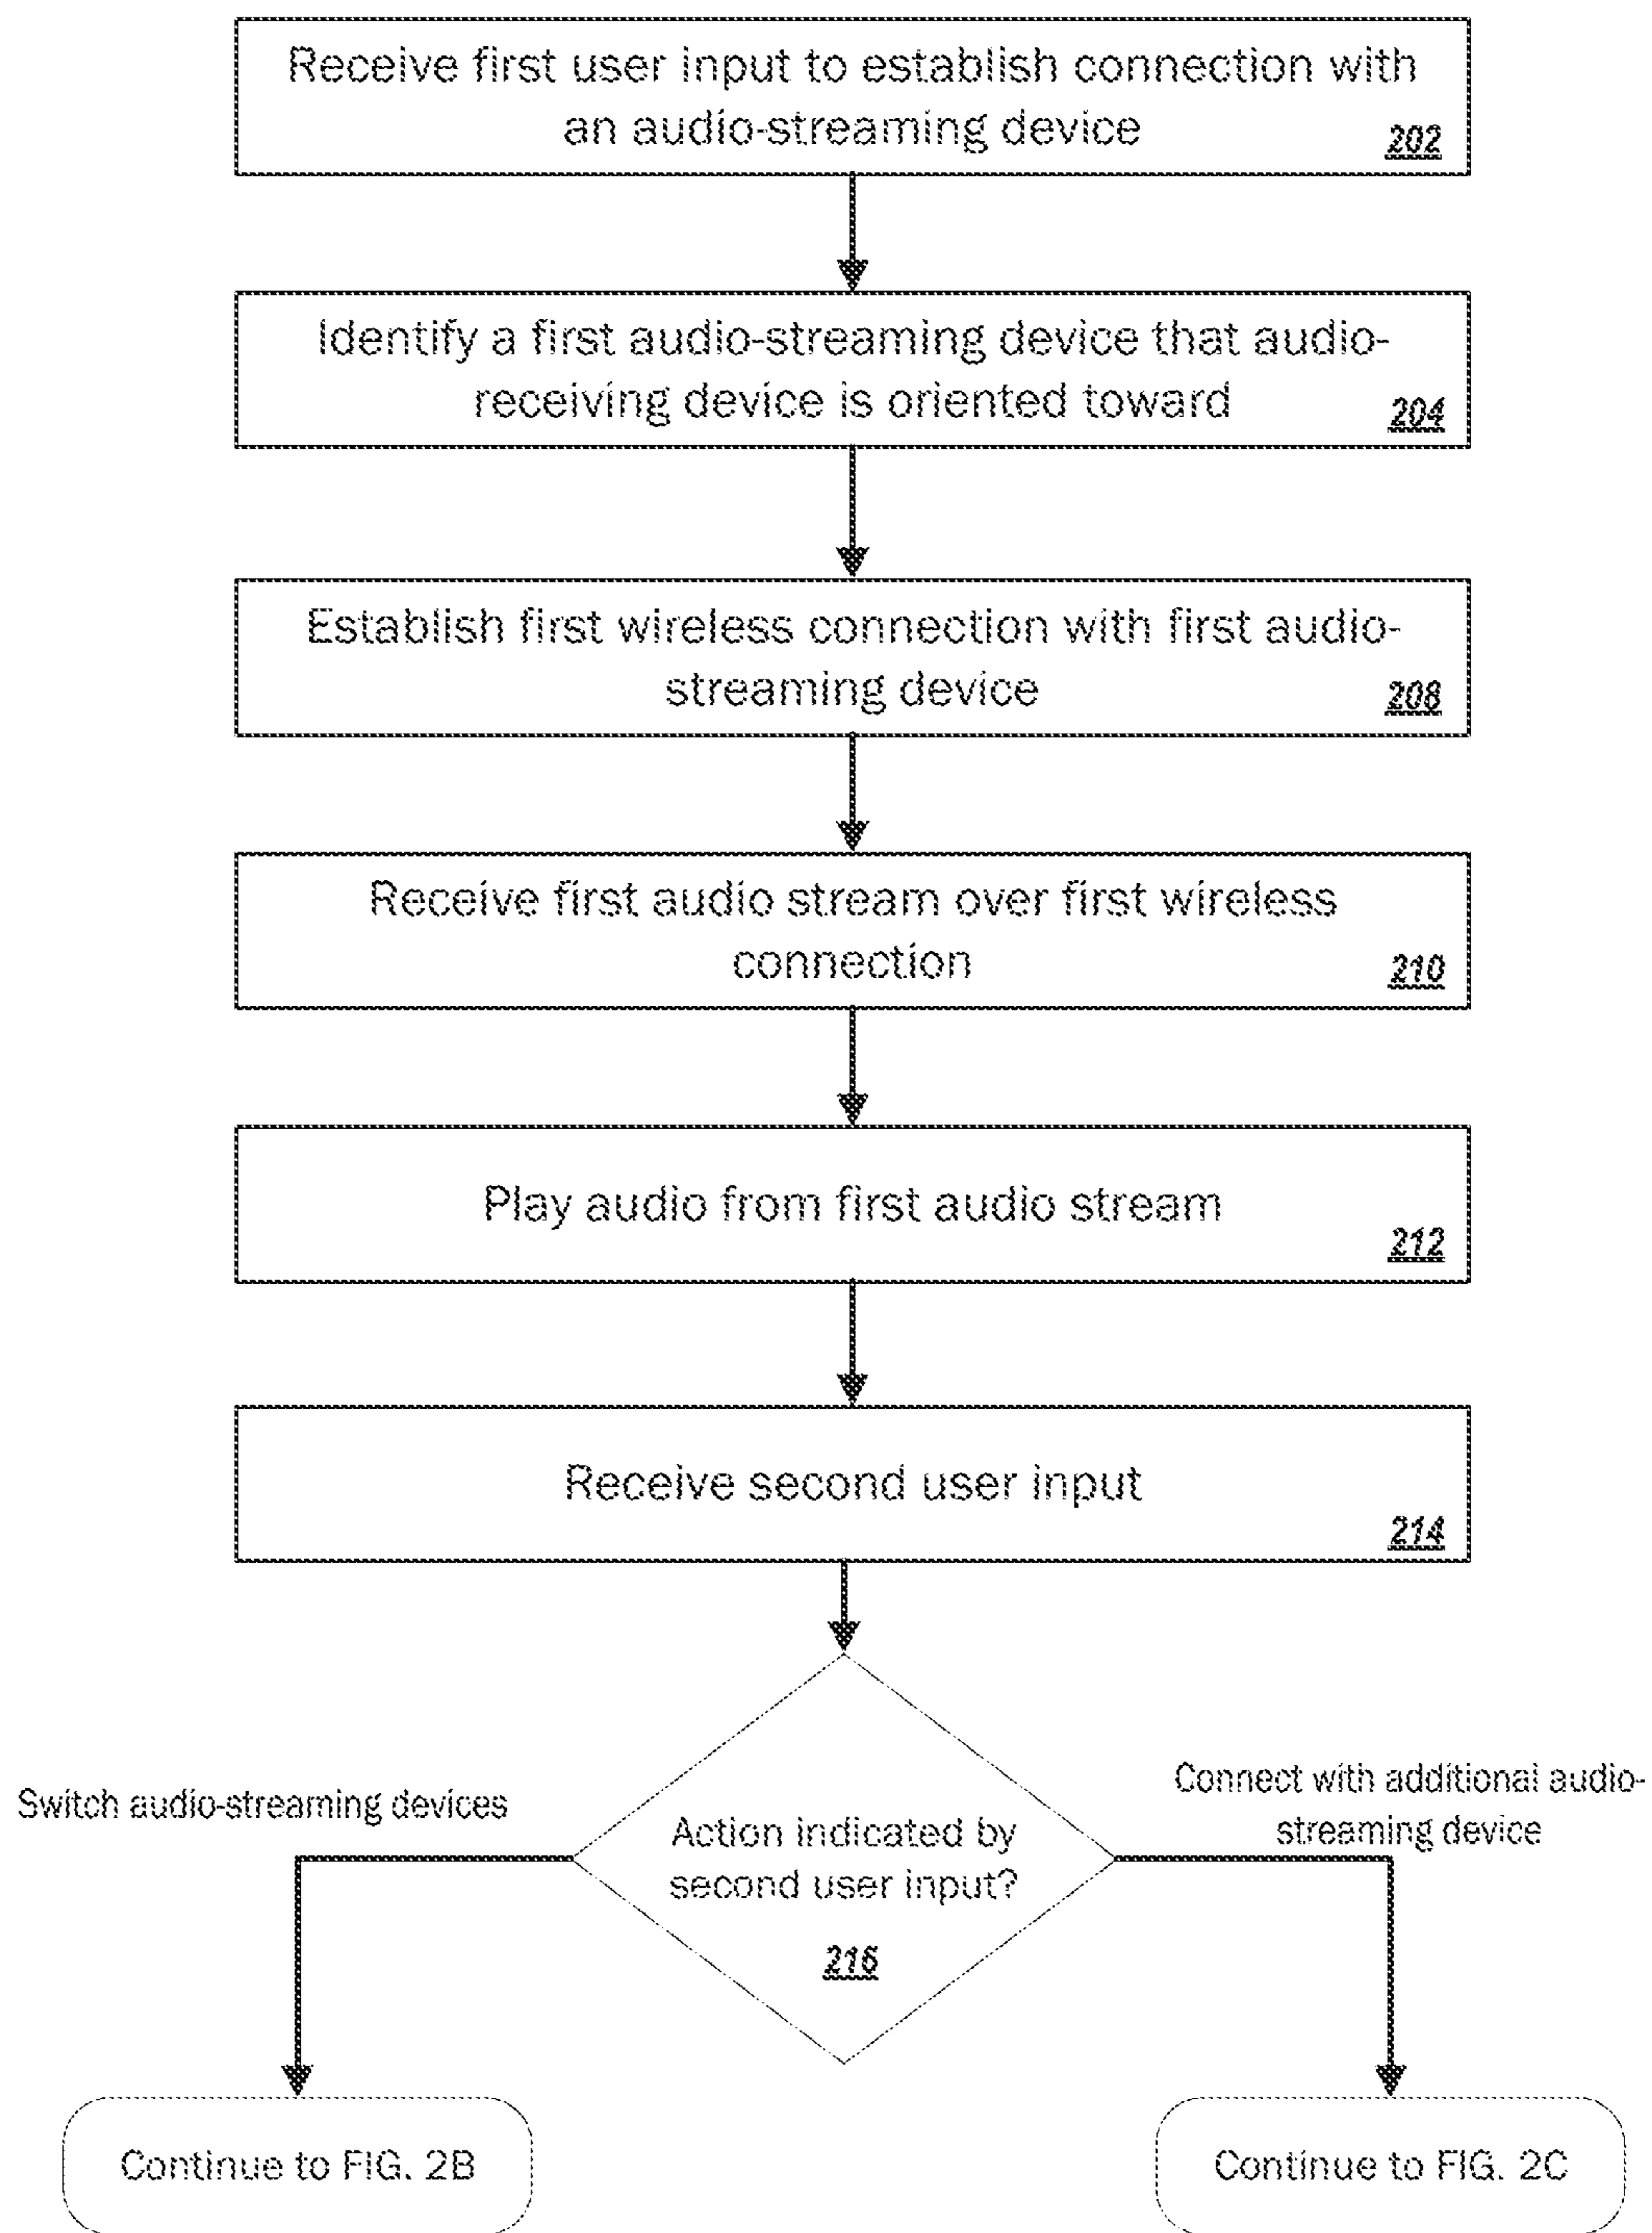 Receive first user input to establish connection with
an audio-streaming device
202
Identify a first audio-streaming device that audio-
receiving device is oriented toward
204
Establish first wireless connection with first audio-
streaming device
208
Receive first audio stream over first wireless
connection
210
Play audio from first audio stream
212
Receive second user input
214
Switch audio-streaming devices
Connect with additional audio-
streaming device
Action indicated by
second user input?
216
Continue to FIG. 2B
Continue to FIG. 2C